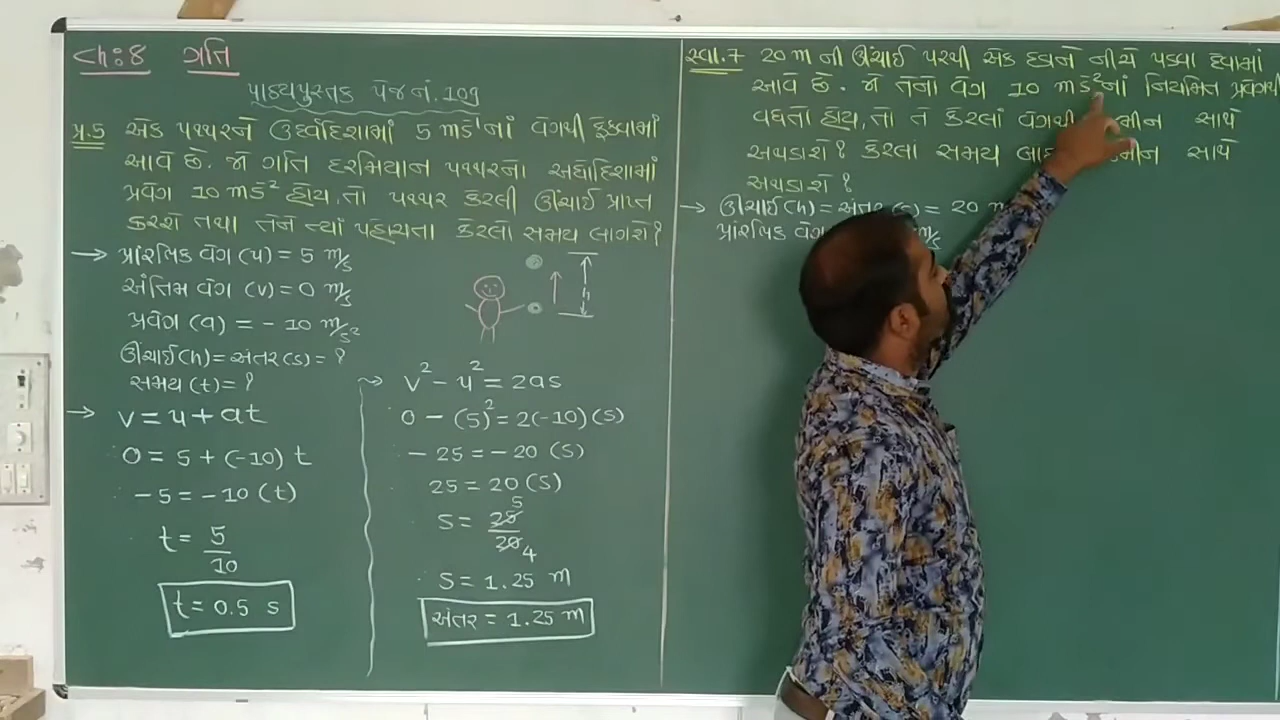 Ch:8 ગતિ
પાઠ્યપુસ્તક પેજ નં. 109
પ્ર.5 એક પથ્થરને ઉર્ધ્વદિશામાં 5 ms⁻¹નાં વેગથી ફેંકવામાં
આવે છે. જો ગતિ દરમિયાન પથ્થરનો અધોદિશામાં
પ્રવેગ 10 ms⁻² હોય, તો પથ્થર કેટલી ઊંચાઈ પ્રાપ્ત
કરશે તથા તેને ત્યાં પહોંચતા કેટલો સમય લાગશે?
→ પ્રારંભિક વેગ (u) = 5 m/s
અંતિમ વેગ (v) = 0 m/s
પ્રવેગ (a) = - 10 m/s²
ઊંચાઈ (h) = અંતર (s) = ?
સમય (t) = ?
→ v = u + at
0 = 5 + (-10) t
-5 = -10 (t)
t = 5/10
t = 0.5 s
h
v² - u² = 2as
0 - (5)² = 2(-10)(s)
- 25 = - 20 (s)
25 = 20 (s)
s = 25/20 5 4
s = 1.25 m
અંતર = 1.25 m
સ્વા.7 20 m ની ઊંચાઈ પરથી એક દડાને નીચે પડવા દેવામાં
આવે છે. જો તેનો વેગ 10 ms⁻²નાં નિયમિત પ્રવેગથી
વધતો હોય, તો તે કેટલાં વેગથી સાથે
અથડાશે? કેટલા સમય સાથે
અથડાશે?
→ ઊંચાઈ (h) = અંતર = 20
પ્રારંભિક વેગ m/s